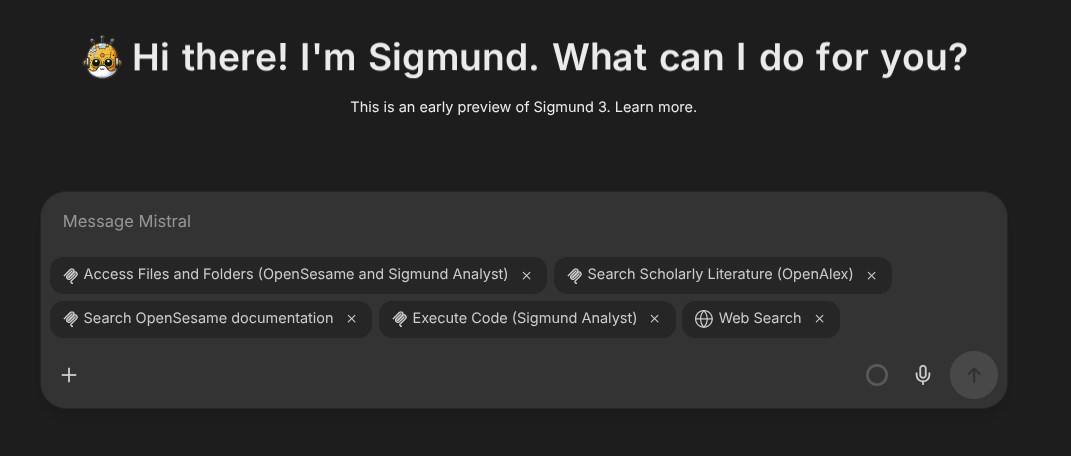 Hi there! I'm Sigmund. What can I do for you?
This is an early preview of Sigmund 3. Learn more.
Message Mistral
Access Files and Folders (OpenSesame and Sigmund Analyst) × Search Scholarly Literature (OpenAlex) ×
Search OpenSesame documentation × Execute Code (Sigmund Analyst) × Web Search ×